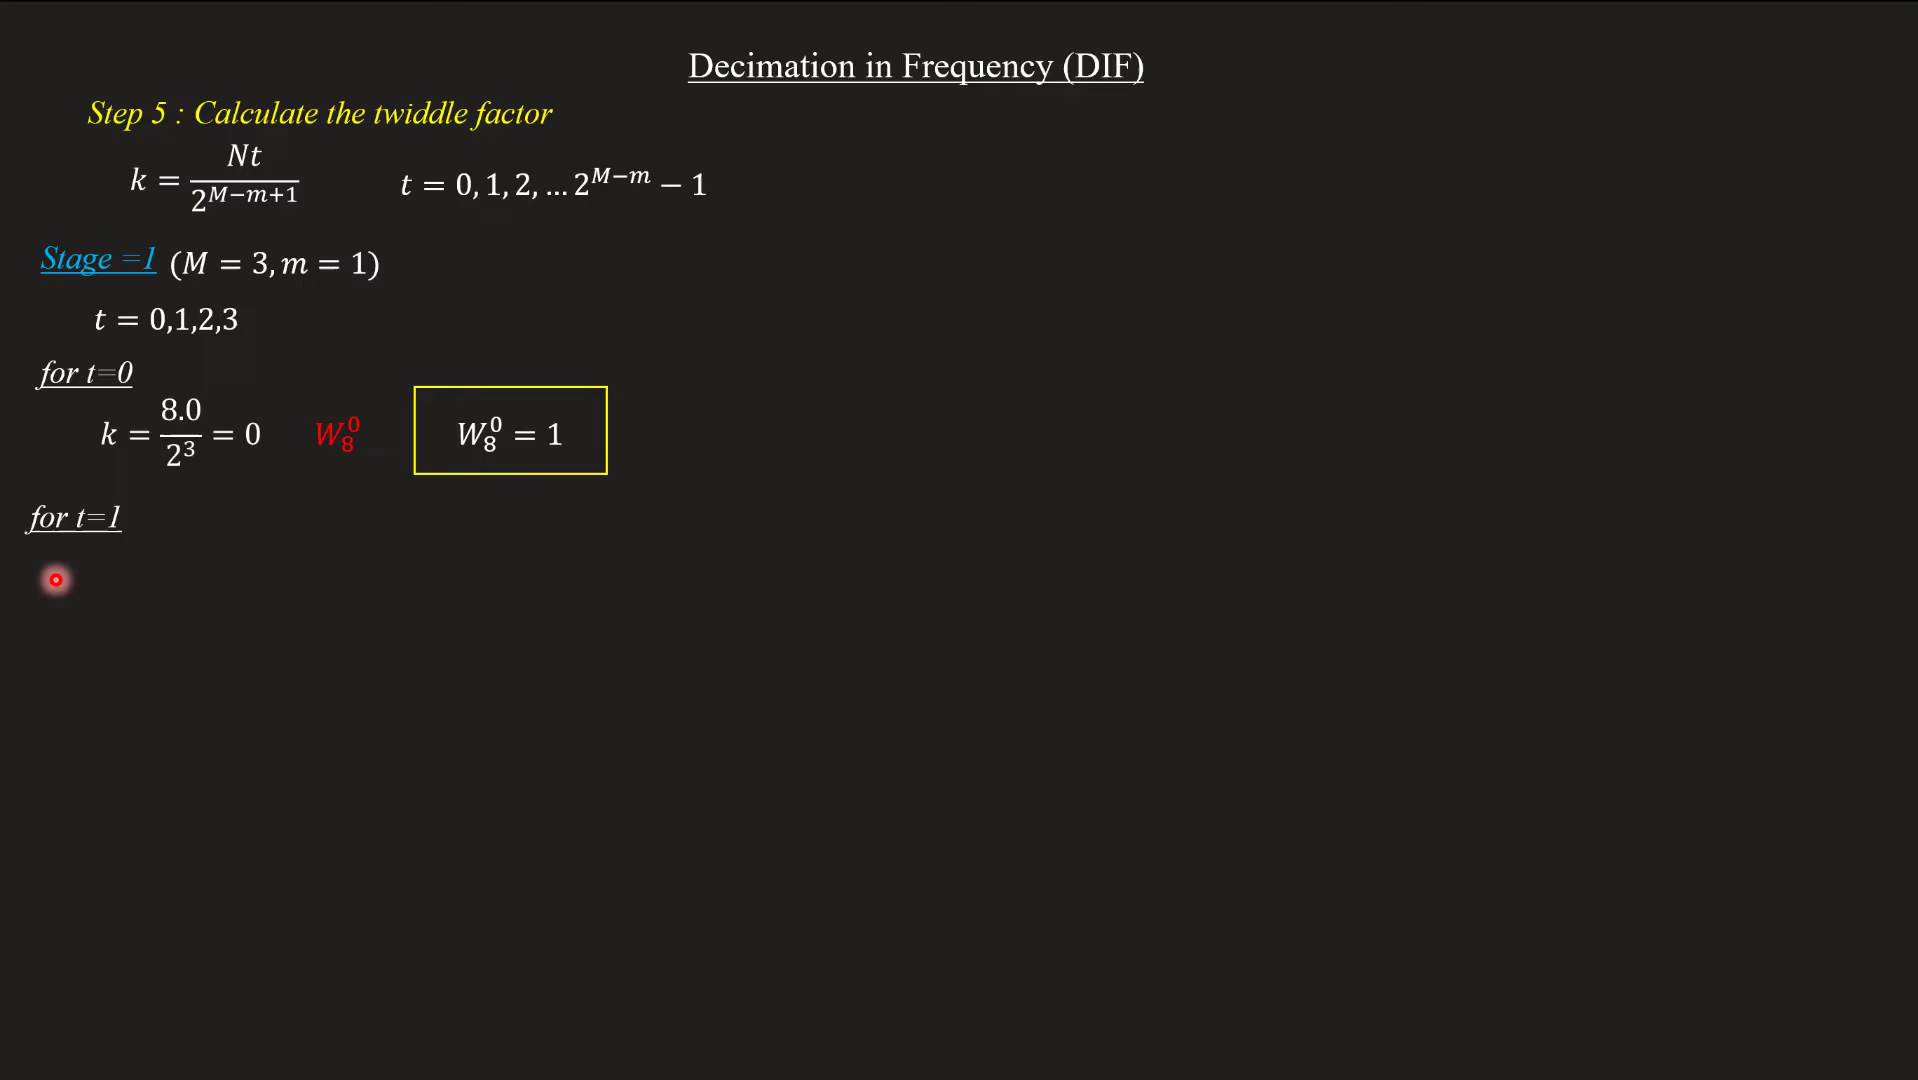 Decimation in Frequency (DIF)
Step 5 : Calculate the twiddle factor
k = Nt / 2^{M−m+1}    t = 0, 1, 2, … 2^{M−m} − 1
Stage =1 (M = 3, m = 1)
t = 0,1,2,3
for t=0
k = 8.0 / 2^3 = 0    W_8^0    W_8^0 = 1
for t=1